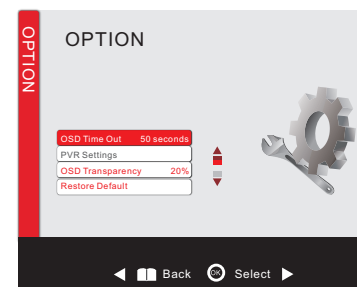 OPTION
OPTION
OSD Time Out 50 seconds
PVR Settings
OSD Transparency 20%
Restore Default
Back OK Select